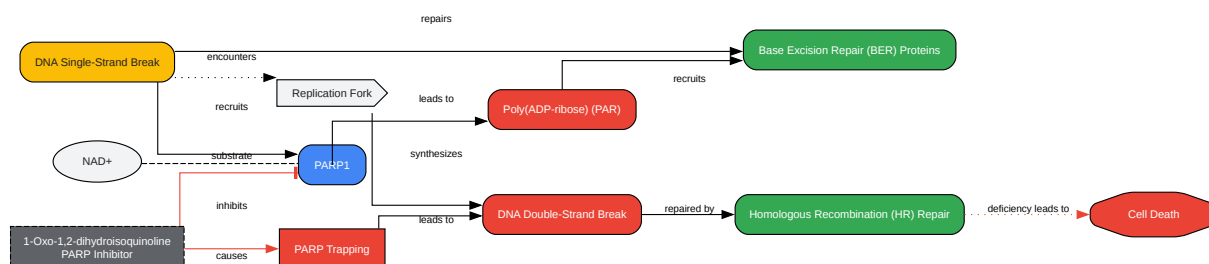 repairs
DNA Single-Strand Break
encounters
Base Excision Repair (BER) Proteins
recruits
Replication Fork
recruits
leads to
Poly(ADP-ribose) (PAR)
NAD+
substrate
PARP1
synthesizes
inhibits
leads to
DNA Double-Strand Break
repaired by
Homologous Recombination (HR) Repair
deficiency leads to
Cell Death
1-Oxo-1,2-dihydroisoquinoline
PARP Inhibitor
causes
PARP Trapping